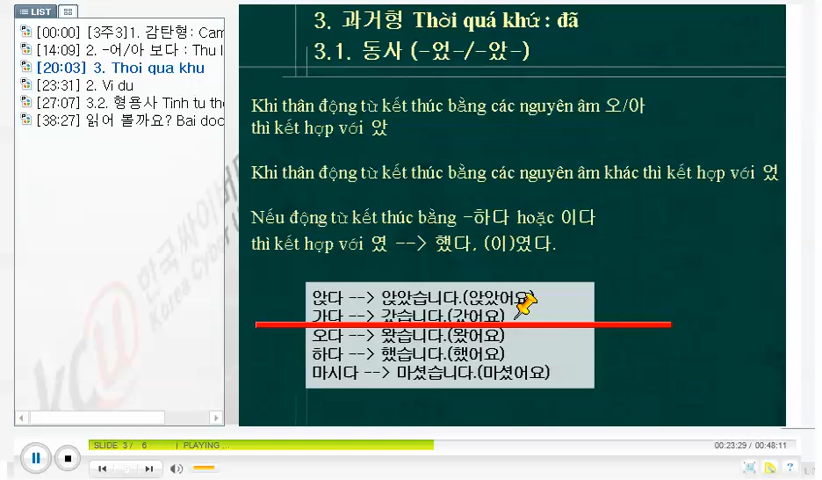 LIST
[00:00] [3주3]1. 감탄형: Cam
[14:09] 2. -어/아 보다 : Thu l
[20:03] 3. Thoi qua khu
[23:31] 2. Vi du
[27:07] 3.2. 형용사 Tinh tu the
[38:27] 읽어 볼까요? Bai doc
3. 과거형 Thời quá khứ : đã
3.1. 동사 (-었-/-았-)
Khi thân động từ kết thúc bằng các nguyên âm 오/아
thì kết hợp với 았
Khi thân động từ kết thúc bằng các nguyên âm khác thì kết hợp với 었
Nếu động từ kết thúc bằng -하다 hoặc 이다
thì kết hợp với 였 --> 했다, (이)였다.
앉다 --> 앉았습니다.(앉았어요)
가다 --> 갔습니다.(갔어요)
오다 --> 왔습니다.(왔어요)
하다 --> 했습니다.(했어요)
마시다 --> 마셨습니다.(마셨어요)
한국싸이버
Korea Cyber
kcu
SLIDE 3 / 6 | PLAYING...
00:23:29 / 00:48:11